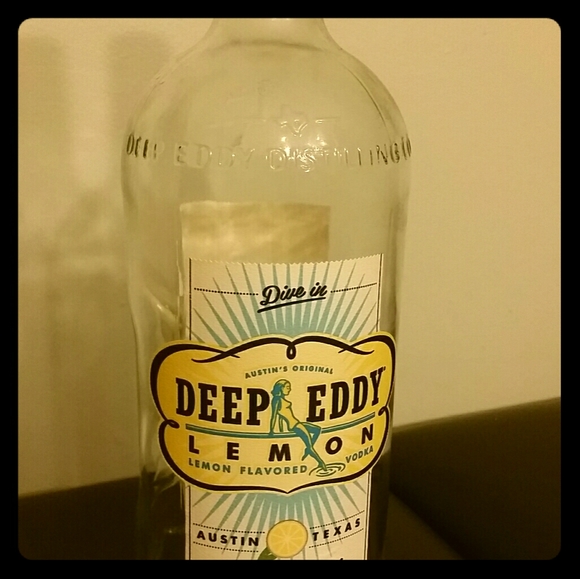 DEEP EDDY DISTILLING
Dive in
AUSTIN'S ORIGINAL
DEEP EDDY
LEMON
LEMON FLAVORED VODKA
AUSTIN TEXAS